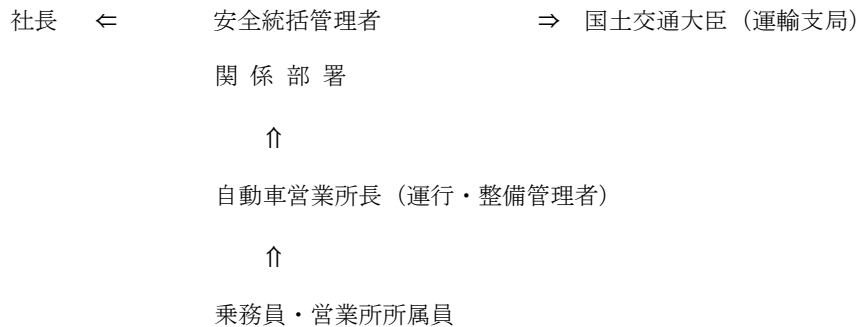 社長 ⇐ 安全統括管理者 ⇒ 国土交通大臣（運輸支局）
関 係 部 署
⇑
自動車営業所長（運行・整備管理者）
⇑
乗務員・営業所所属員